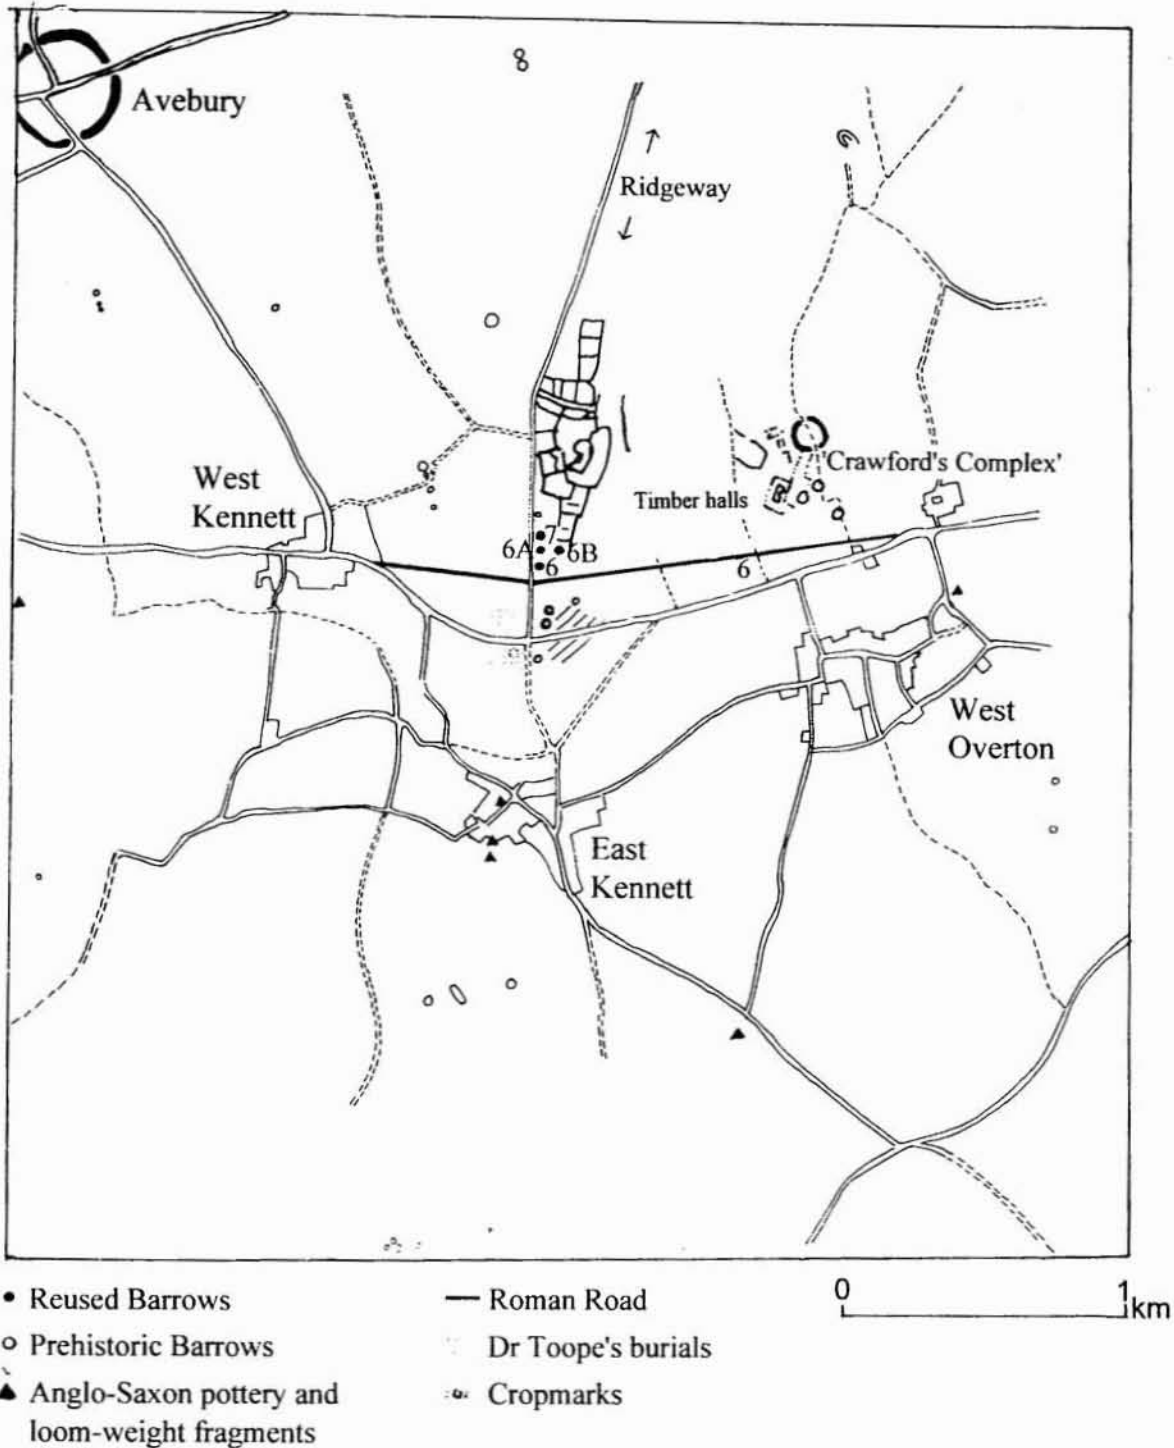 Avebury
Ridgeway
West
Kennett
'Crawford's Complex'
Timber halls
7
6A
6B
6
6
West
Overton
East
Kennett
Reused Barrows
Prehistoric Barrows
Anglo-Saxon pottery and
loom-weight fragments
Roman Road
Dr Toope's burials
Cropmarks
0
1
km